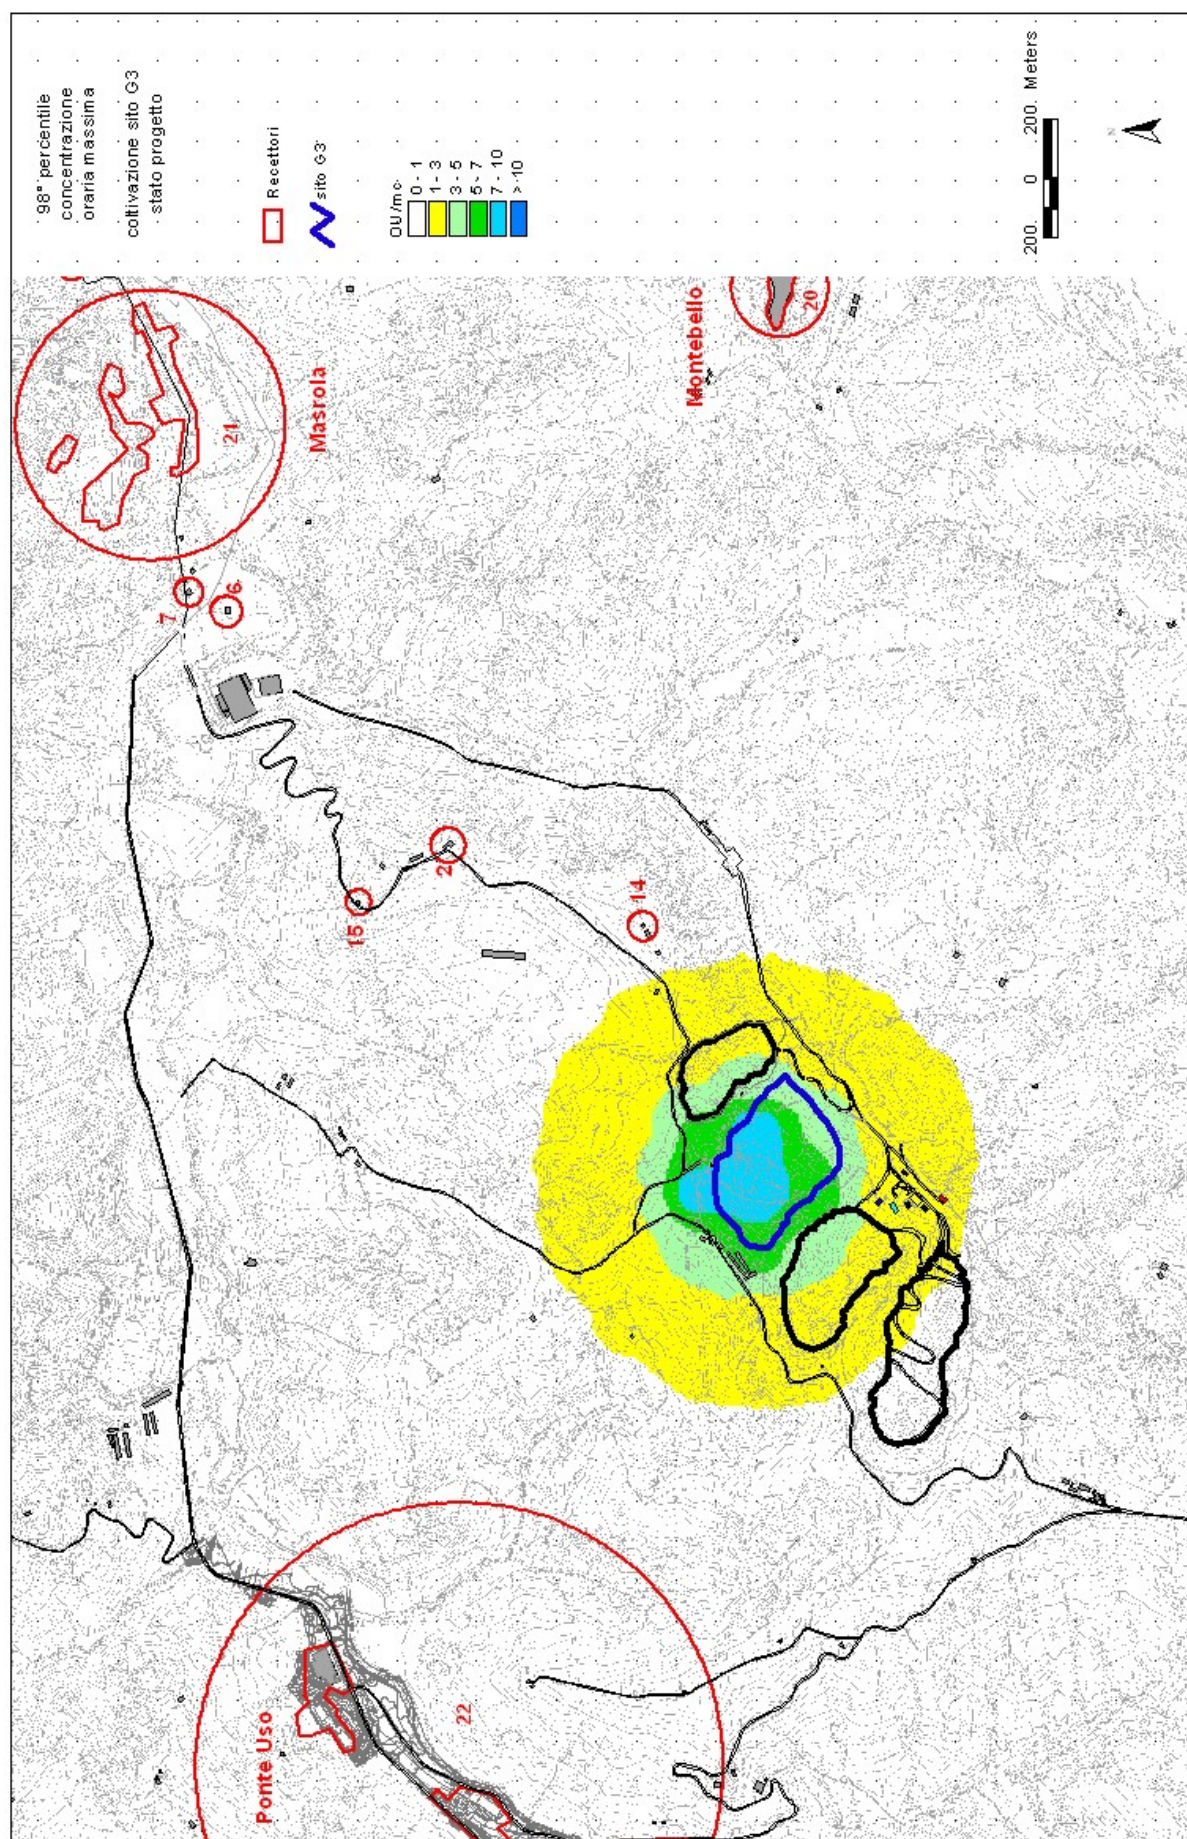 98° percentile
concentrazione
oraria massima
coltivazione sito G3
stato progetto
Recettori
sito G3
OU/mc
0 - 1
1 - 3
3 - 5
5 - 7
7 - 10
> 10
200 0 200 Meters
N
Masrola
21
Montebello
20
7
6
15
2
14
Ponte Uso
22